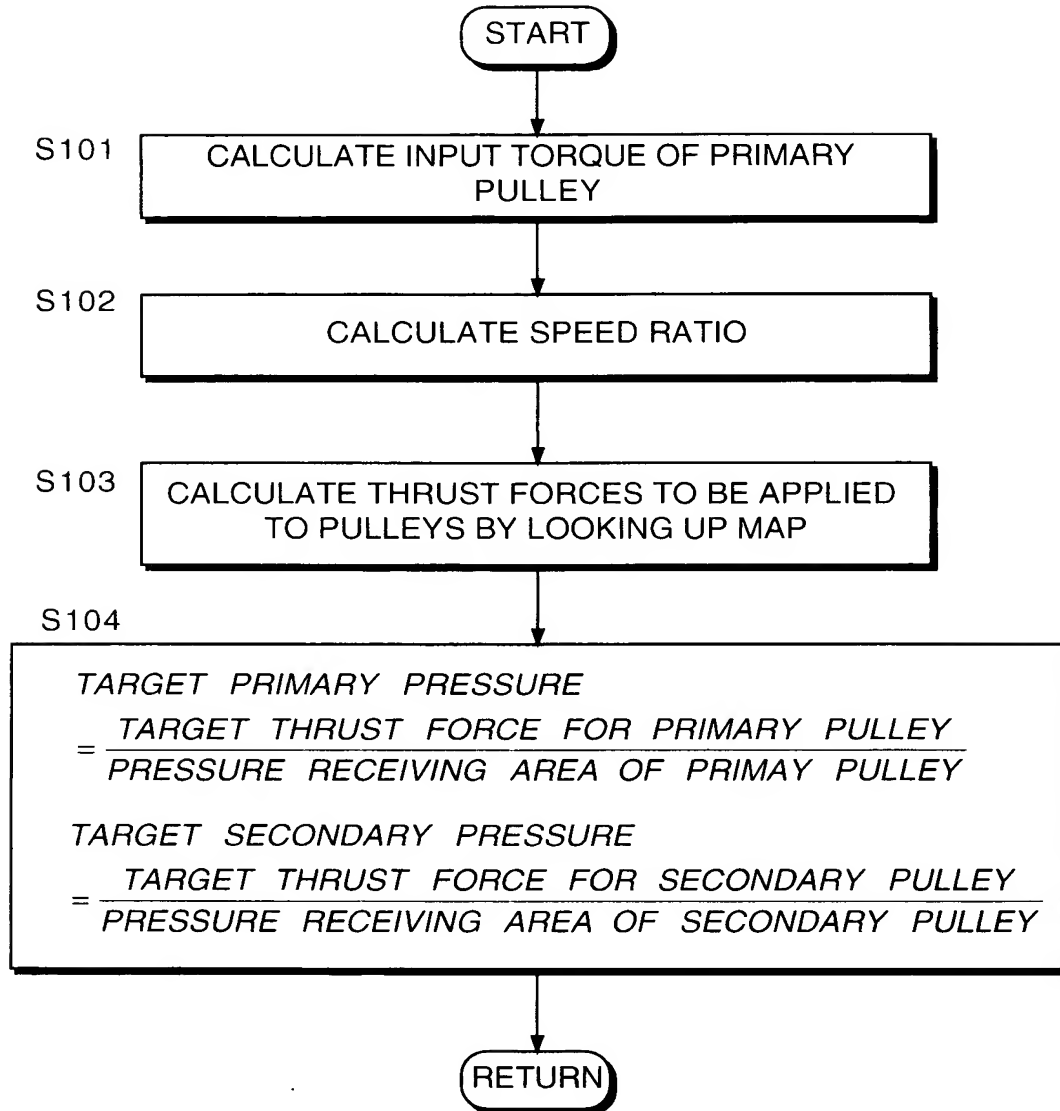 START
S101
CALCULATE INPUT TORQUE OF PRIMARY
PULLEY
S102
CALCULATE SPEED RATIO
S103
CALCULATE THRUST FORCES TO BE APPLIED
TO PULLEYS BY LOOKING UP MAP
S104
TARGET PRIMARY PRESSURE
= TARGET THRUST FORCE FOR PRIMARY PULLEY
PRESSURE RECEIVING AREA OF PRIMAY PULLEY
TARGET SECONDARY PRESSURE
= TARGET THRUST FORCE FOR SECONDARY PULLEY
PRESSURE RECEIVING AREA OF SECONDARY PULLEY
RETURN